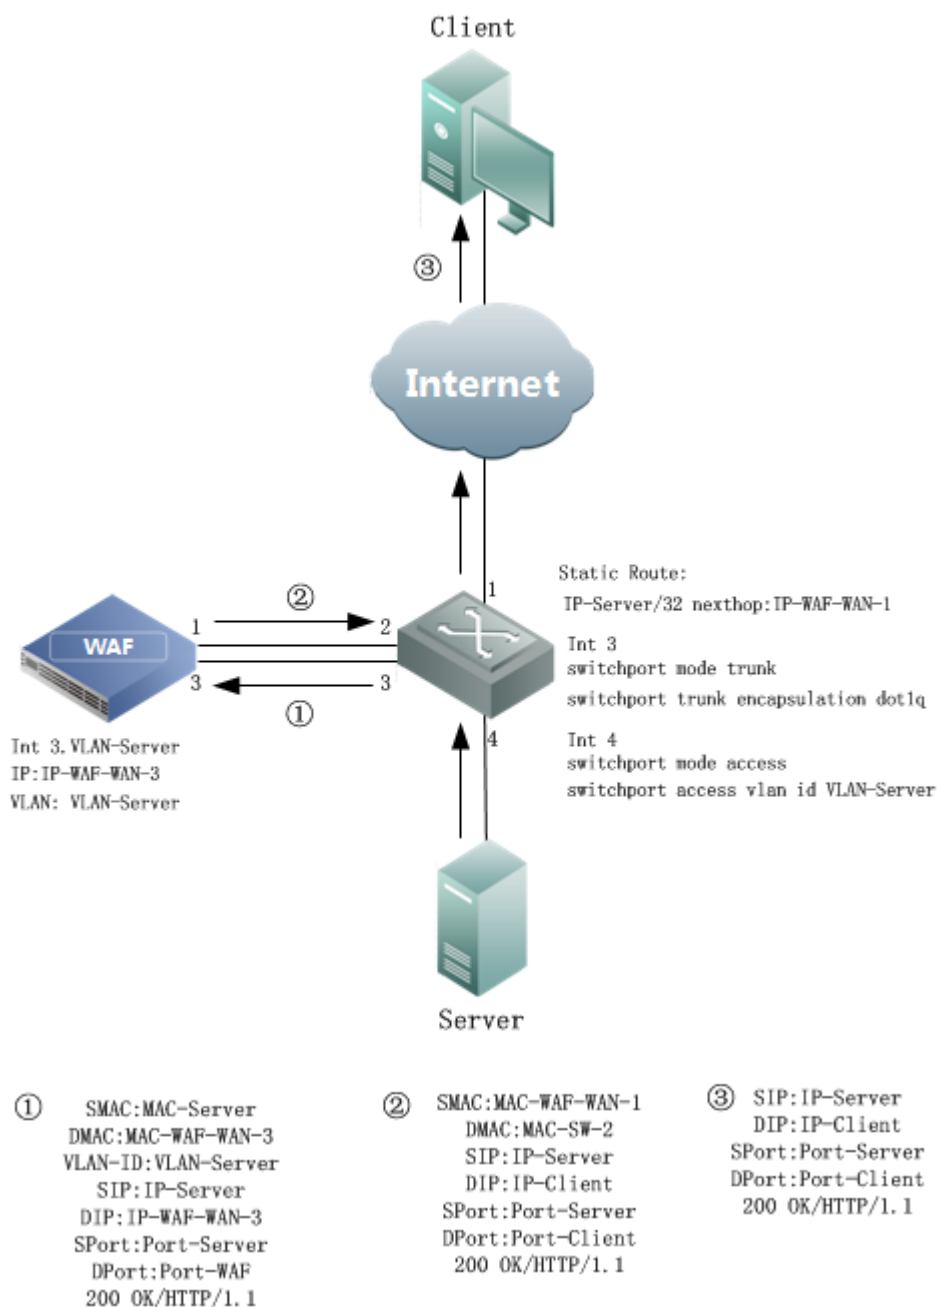 Client
③
Internet
1
Static Route:
IP-Server/32 nexthop:IP-WAF-WAN-1
②
1
2
WAF
Int 3
switchport mode trunk
3
3
switchport trunk encapsulation dot1q
①
Int 3.VLAN-Server
IP:IP-WAF-WAN-3
VLAN: VLAN-Server
4
Int 4
switchport mode access
switchport access vlan id VLAN-Server
Server
①
SMAC:MAC-Server
DMAC:MAC-WAF-WAN-3
VLAN-ID:VLAN-Server
SIP:IP-Server
DIP:IP-WAF-WAN-3
SPort:Port-Server
DPort:Port-WAF
200 OK/HTTP/1.1
②
SMAC:MAC-WAF-WAN-1
DMAC:MAC-SW-2
SIP:IP-Server
DIP:IP-Client
SPort:Port-Server
DPort:Port-Client
200 OK/HTTP/1.1
③
SIP:IP-Server
DIP:IP-Client
SPort:Port-Server
DPort:Port-Client
200 OK/HTTP/1.1